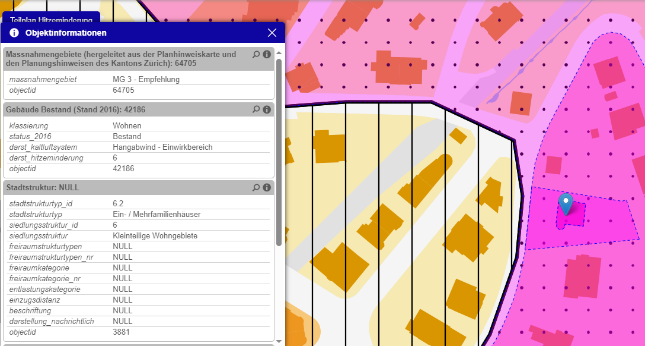 Teilplan Hitzeminderung
Objektinformationen
Massnahmengebiet (hergeleitet aus der Planhinweiskarte und
den Planungshinweisen des Kantons Zürich): 64705
massnahmengebiet MG 3 - Empfehlung
objectid 64705
Gebäude Bestand (Stand 2016): 42186
klassierung Wohnen
status_2016 Bestand
darst_kaltluftsystem Hangabwind - Einwirkbereich
darst_hitzeminderung 6
objectid 42186
Stadtstruktur: NULL
stadtstrukturtyp_id 6.2
stadtstrukturtyp Ein- / Mehrfamilienhäuser
siedlungsstruktur_id 6
siedlungsstruktur Kleinteilige Wohngebiete
freiraumstrukturtypen NULL
freiraumstrukturtypen_nr NULL
freiraumkategorie NULL
freiraumkategorie_nr NULL
entlastungskategorie NULL
einzugsdistanz NULL
beschriftung NULL
darstellung_nachrichtlich NULL
objectid 3881